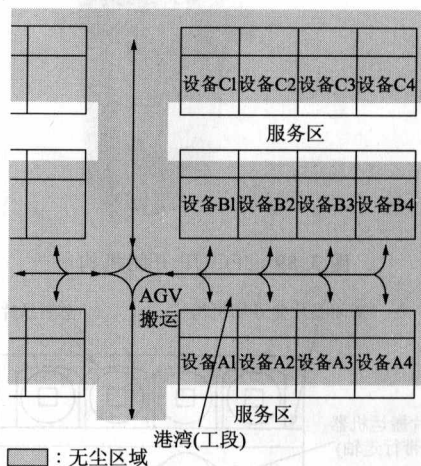 设备C1 设备C2 设备C3 设备C4
服务区
设备B1 设备B2 设备B3 设备B4
AGV
搬运
设备A1 设备A2 设备A3 设备A4
服务区
港湾(工段)
：无尘区域